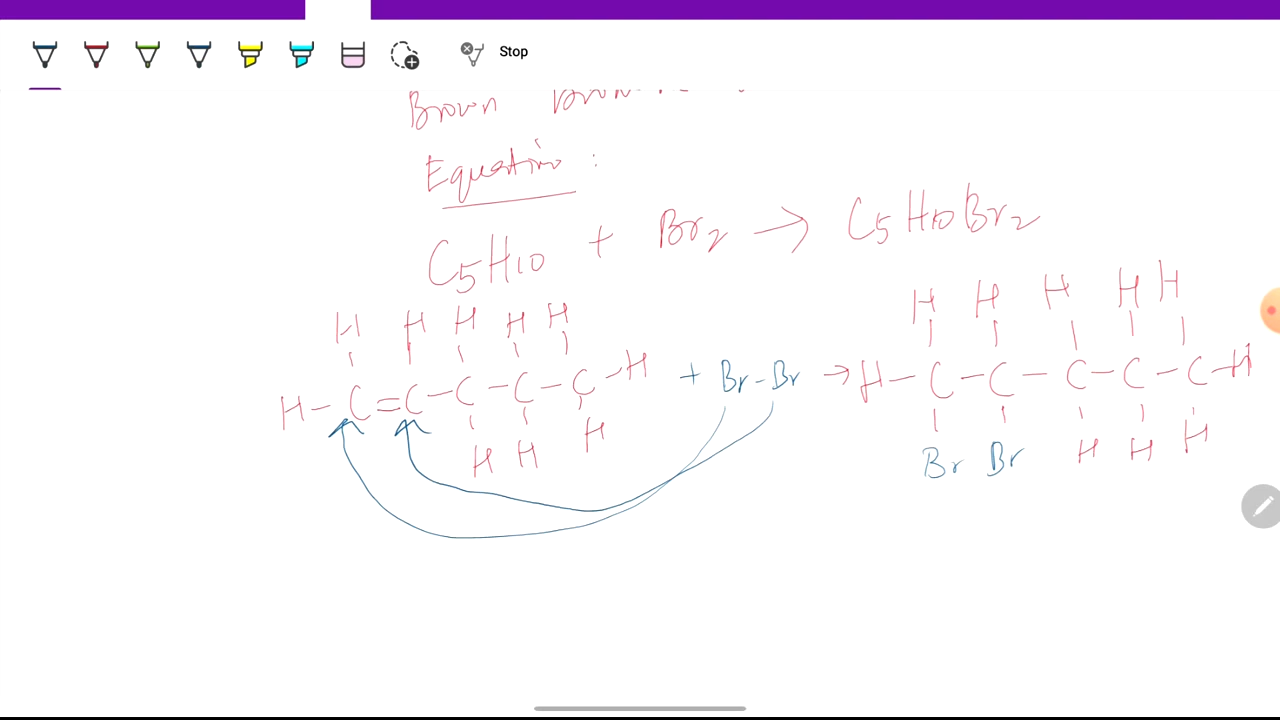 Stop
Brown
Equation :
C5H10 + Br2 → C5H10Br2
H H H H H H H H H H
H - C = C - C - C - C - H + Br - Br → H - C - C - C - C - C - H
H H H Br Br H H H